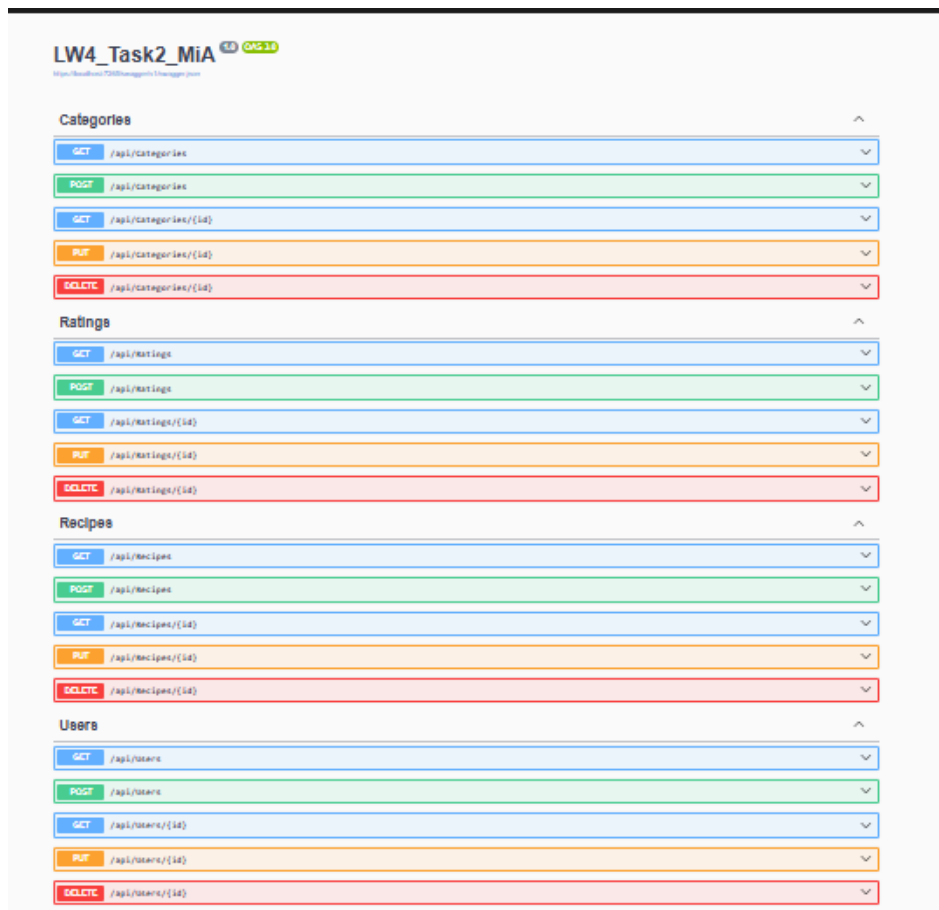 LW4_Task2_MiA 1.0 OAS 3.0
Categories
GET /api/Categories
POST /api/Categories
GET /api/Categories/{id}
PUT /api/Categories/{id}
DELETE /api/Categories/{id}
Ratings
GET /api/Ratings
POST /api/Ratings
GET /api/Ratings/{id}
PUT /api/Ratings/{id}
DELETE /api/Ratings/{id}
Recipes
GET /api/Recipes
POST /api/Recipes
GET /api/Recipes/{id}
PUT /api/Recipes/{id}
DELETE /api/Recipes/{id}
Users
GET /api/Users
POST /api/Users
GET /api/Users/{id}
PUT /api/Users/{id}
DELETE /api/Users/{id}